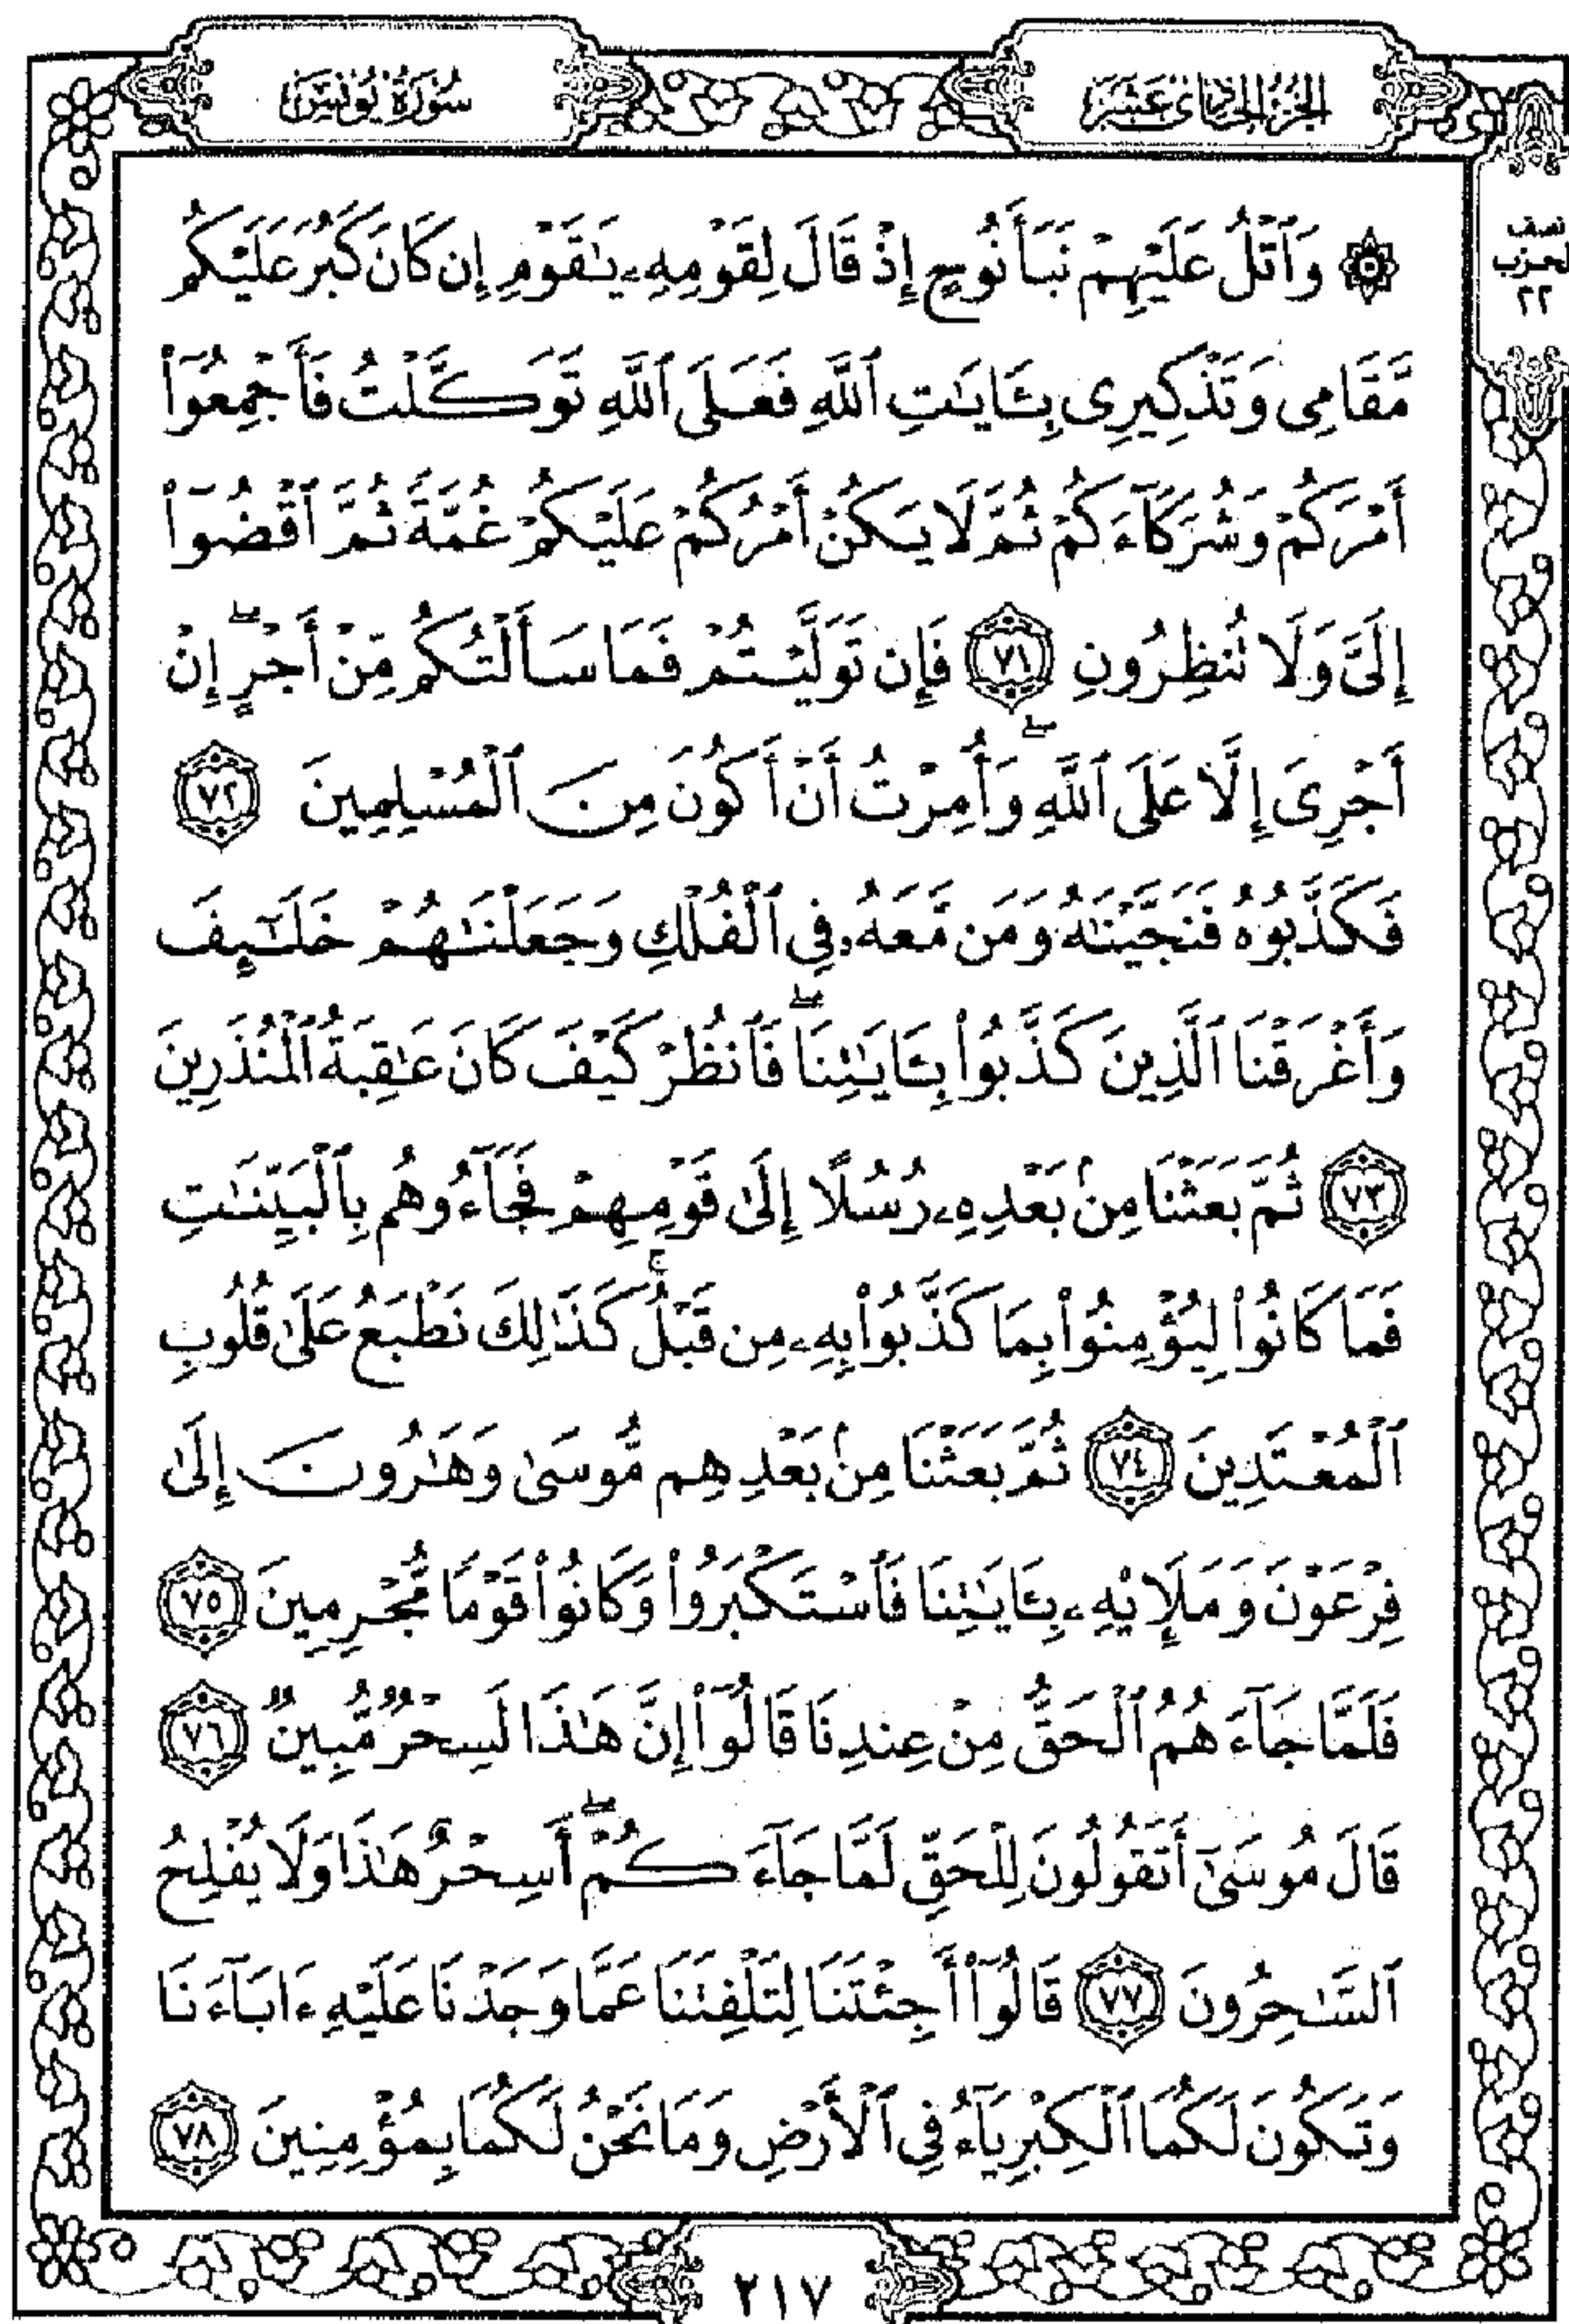 الجزء الحادي عشر
سورة يونس
نصف
الحزب
٢٢
۞ وَٱتْلُ عَلَيْهِمْ نَبَأَ نُوحٍ إِذْ قَالَ لِقَوْمِهِۦ يَٰقَوْمِ إِن كَانَ كَبُرَ عَلَيْكُم
مَّقَامِى وَتَذْكِيرِى بِـَٔايَٰتِ ٱللَّهِ فَعَلَى ٱللَّهِ تَوَكَّلْتُ فَأَجْمِعُوٓا۟
أَمْرَكُمْ وَشُرَكَآءَكُمْ ثُمَّ لَا يَكُنْ أَمْرُكُمْ عَلَيْكُمْ غُمَّةً ثُمَّ ٱقْضُوٓا۟
إِلَىَّ وَلَا تُنظِرُونِ ٧١ فَإِن تَوَلَّيْتُمْ فَمَا سَأَلْتُكُم مِّنْ أَجْرٍ ۖ إِنْ
أَجْرِىَ إِلَّا عَلَى ٱللَّهِ ۖ وَأُمِرْتُ أَنْ أَكُونَ مِنَ ٱلْمُسْلِمِينَ ٧٢
فَكَذَّبُوهُ فَنَجَّيْنَٰهُ وَمَن مَّعَهُۥ فِى ٱلْفُلْكِ وَجَعَلْنَٰهُمْ خَلَٰٓئِفَ
وَأَغْرَقْنَا ٱلَّذِينَ كَذَّبُوا۟ بِـَٔايَٰتِنَا ۖ فَٱنظُرْ كَيْفَ كَانَ عَٰقِبَةُ ٱلْمُنذَرِينَ
٧٣ ثُمَّ بَعَثْنَا مِنۢ بَعْدِهِۦ رُسُلًا إِلَىٰ قَوْمِهِمْ فَجَآءُوهُم بِٱلْبَيِّنَٰتِ
فَمَا كَانُوا۟ لِيُؤْمِنُوا۟ بِمَا كَذَّبُوا۟ بِهِۦ مِن قَبْلُ ۚ كَذَٰلِكَ نَطْبَعُ عَلَىٰ قُلُوبِ
ٱلْمُعْتَدِينَ ٧٤ ثُمَّ بَعَثْنَا مِنۢ بَعْدِهِم مُّوسَىٰ وَهَٰرُونَ إِلَىٰ
فِرْعَوْنَ وَمَلَإِيْهِۦ بِـَٔايَٰتِنَا فَٱسْتَكْبَرُوا۟ وَكَانُوا۟ قَوْمًا مُّجْرِمِينَ ٧٥
فَلَمَّا جَآءَهُمُ ٱلْحَقُّ مِنْ عِندِنَا قَالُوٓا۟ إِنَّ هَٰذَا لَسِحْرٌ مُّبِينٌ ٧٦
قَالَ مُوسَىٰٓ أَتَقُولُونَ لِلْحَقِّ لَمَّا جَآءَكُمْ ۖ أَسِحْرٌ هَٰذَا وَلَا يُفْلِحُ
ٱلسَّٰحِرُونَ ٧٧ قَالُوٓا۟ أَجِئْتَنَا لِتَلْفِتَنَا عَمَّا وَجَدْنَا عَلَيْهِ ءَابَآءَنَا
وَتَكُونَ لَكُمَا ٱلْكِبْرِيَآءُ فِى ٱلْأَرْضِ وَمَا نَحْنُ لَكُمَا بِمُؤْمِنِينَ ٧٨
٢١٧